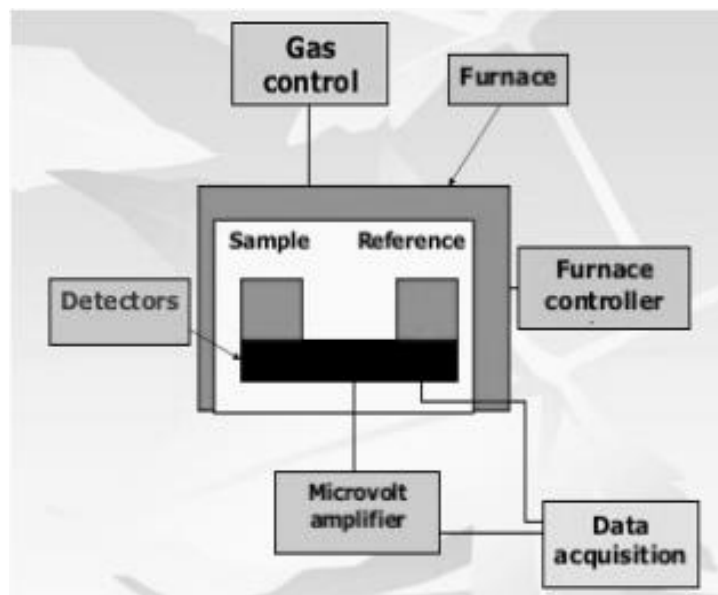 Gas
control
Furnace
Sample
Reference
Detectors
Furnace
controller
Microvolt
amplifier
Data
acquisition